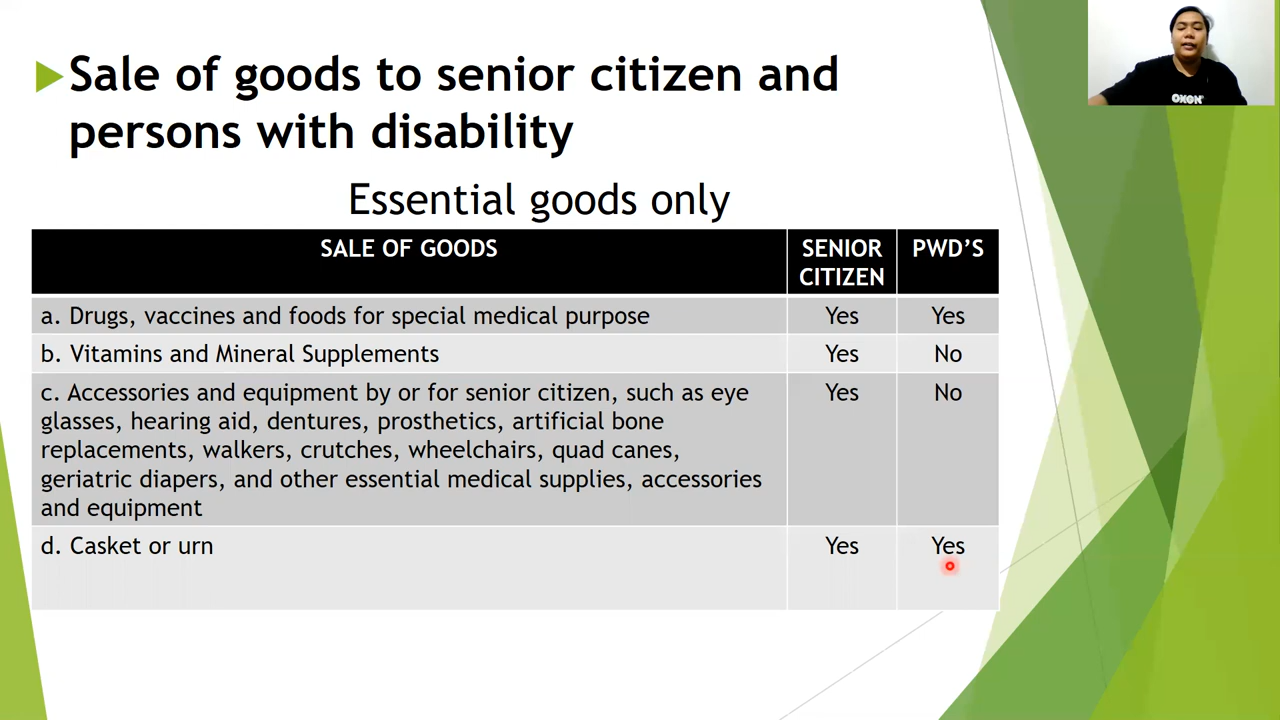 Sale of goods to senior citizen and
persons with disability
Essential goods only
SALE OF GOODS
SENIOR
CITIZEN
PWD'S
a. Drugs, vaccines and foods for special medical purpose
Yes
Yes
b. Vitamins and Mineral Supplements
Yes
No
c. Accessories and equipment by or for senior citizen, such as eye
glasses, hearing aid, dentures, prosthetics, artificial bone
replacements, walkers, crutches, wheelchairs, quad canes,
geriatric diapers, and other essential medical supplies, accessories
and equipment
Yes
No
d. Casket or urn
Yes
Yes